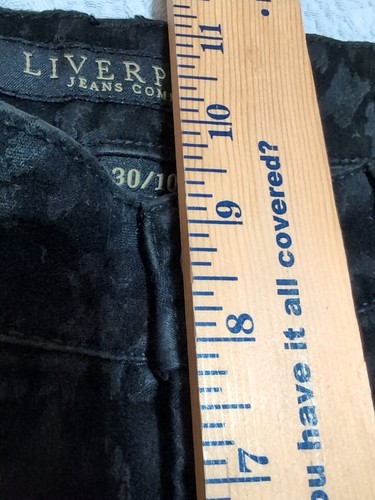 LIVERP
JEANS COM
30/10
11
10
9
8
7
ou have it all covered?